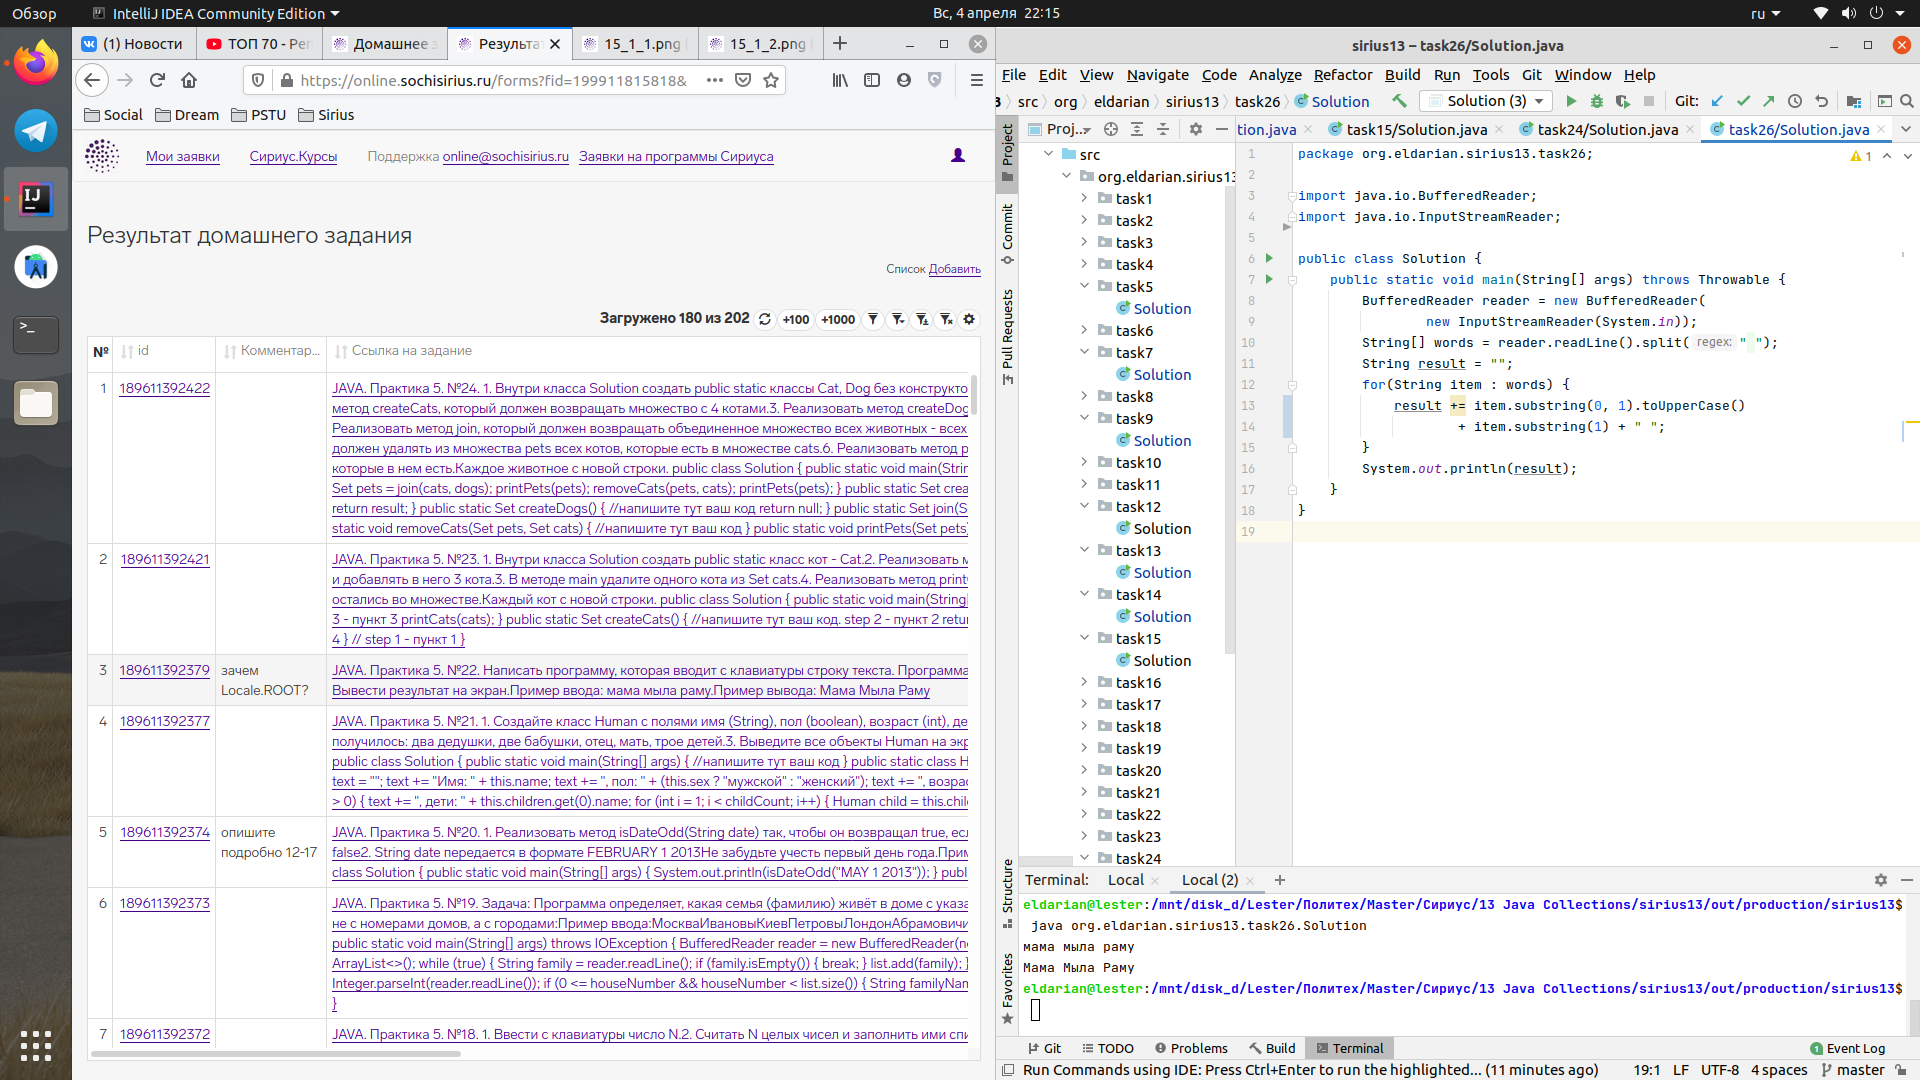 Обзор
IntelliJ IDEA Community Edition
Вс, 4 апреля 22:15
ru
(1) Новости
ТОП 70 - Реп
Домашнее з
Результат
15_1_1.png
15_1_2.png
https://online.sochisirius.ru/forms?fid=199911815818&
Social
Dream
PSTU
Sirius
Мои заявки
Сириус.Курсы
Поддержка online@sochisirius.ru
Заявки на программы Сириуса
Результат домашнего задания
Список Добавить
Загружено 180 из 202
+100
+1000
№
id
Комментар...
Ссылка на задание
1
189611392422
JAVA. Практика 5. №24. 1. Внутри класса Solution создать public static классы Cat, Dog без конструкто
метод createCats, который должен возвращать множество с 4 котами.3. Реализовать метод createDog
Реализовать метод join, который должен возвращать объединенное множество всех животных - всех
должен удалять из множества pets всех котов, которые есть в множестве cats.6. Реализовать метод p
которые в нем есть.Каждое животное с новой строки. public class Solution { public static void main(Strin
Set pets = join(cats, dogs); printPets(pets); removeCats(pets, cats); printPets(pets); } public static Set crea
return result; } public static Set createDogs() { //напишите тут ваш код return null; } public static Set join(S
static void removeCats(Set pets, Set cats) { //напишите тут ваш код } public static void printPets(Set pets)
2
189611392421
JAVA. Практика 5. №23. 1. Внутри класса Solution создать public static класс кот - Cat.2. Реализовать м
и добавлять в него 3 кота.3. В методе main удалите одного кота из Set cats.4. Реализовать метод print
остались во множестве.Каждый кот с новой строки. public class Solution { public static void main(String[
3 - пункт 3 printCats(cats); } public static Set createCats() { //напишите тут ваш код. step 2 - пункт 2 retur
4 } // step 1 - пункт 1 }
3
189611392379
зачем
Locale.ROOT?
JAVA. Практика 5. №22. Написать программу, которая вводит с клавиатуры строку текста. Программа
Вывести результат на экран.Пример ввода: мама мыла раму.Пример вывода: Мама Мыла Раму
4
189611392377
JAVA. Практика 5. №21. 1. Создайте класс Human с полями имя (String), пол (boolean), возраст (int), де
получилось: два дедушки, две бабушки, отец, мать, трое детей.3. Выведите все объекты Human на экр
public class Solution { public static void main(String[] args) { //напишите тут ваш код } public static class H
text = ""; text += "Имя: " + this.name; text += ", пол: " + (this.sex ? "мужской" : "женский"); text += ", возрас
> 0) { text += ", дети: " + this.children.get(0).name; for (int i = 1; i < childCount; i++) { Human child = this.chil
5
189611392374
опишите
подробно 12-17
JAVA. Практика 5. №20. 1. Реализовать метод isDateOdd(String date) так, чтобы он возвращал true, есл
false2. String date передается в формате FEBRUARY 1 2013Не забудьте учесть первый день года.Прим
class Solution { public static void main(String[] args) { System.out.println(isDateOdd("MAY 1 2013")); } publ
6
189611392373
JAVA. Практика 5. №19. Задача: Программа определяет, какая семья (фамилию) живёт в доме с указа
не с номерами домов, а с городами:Пример ввода:МоскваИвановыКиевПетровыЛондонАбрамовичи
public static void main(String[] args) throws IOException { BufferedReader reader = new BufferedReader(ne
ArrayList<>(); while (true) { String family = reader.readLine(); if (family.isEmpty()) { break; } list.add(family); }
Integer.parseInt(reader.readLine()); if (0 <= houseNumber && houseNumber < list.size()) { String familyNam
}
7
189611392372
JAVA. Практика 5. №18. 1. Ввести с клавиатуры число N.2. Считать N целых чисел и заполнить ими спи
sirius13 – task26/Solution.java
File Edit View Navigate Code Analyze Refactor Build Run Tools Git Window Help
3 src org eldarian sirius13 task26 Solution
Solution (3)
Git:
Project
Commit
Pull Requests
Structure
Favorites
Proj...
tion.java
task15/Solution.java
task24/Solution.java
task26/Solution.java
src
org.eldarian.sirius13
task1
task2
task3
task4
task5
Solution
task6
task7
Solution
task8
task9
Solution
task10
task11
task12
Solution
task13
Solution
task14
Solution
task15
Solution
task16
task17
task18
task19
task20
task21
task22
task23
task24
1
1 package org.eldarian.sirius13.task26;
2
3 import java.io.BufferedReader;
4 import java.io.InputStreamReader;
5
6 public class Solution {
7 public static void main(String[] args) throws Throwable {
8 BufferedReader reader = new BufferedReader(
9 new InputStreamReader(System.in));
10 String[] words = reader.readLine().split( regex: " ");
11 String result = "";
12 for(String item : words) {
13 result += item.substring(0, 1).toUpperCase()
14 + item.substring(1) + " ";
15 }
16 System.out.println(result);
17 }
18 }
19
Terminal: Local Local (2)
eldarian@lester:/mnt/disk_d/Lester/Политех/Master/Сириус/13 Java Collections/sirius13/out/production/sirius13$
java org.eldarian.sirius13.task26.Solution
мама мыла раму
Мама Мыла Раму
eldarian@lester:/mnt/disk_d/Lester/Политех/Master/Сириус/13 Java Collections/sirius13/out/production/sirius13$
Git
TODO
Problems
Build
Terminal
1 Event Log
Run Commands using IDE: Press Ctrl+Enter to run the highlighted... (11 minutes ago)
19:1 LF UTF-8 4 spaces master